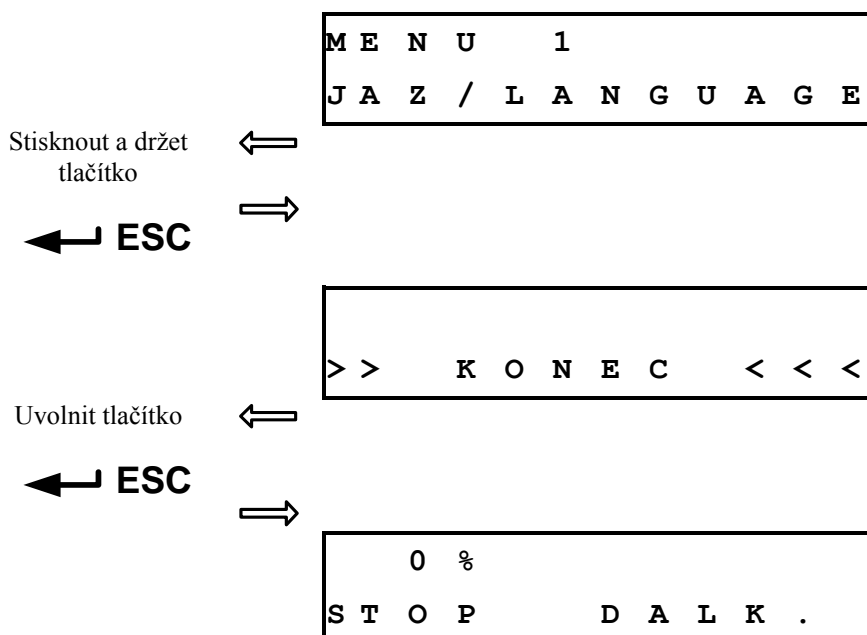 MENU 1
JAZ/LANGUAGE
Stisknout a držet
tlačítko
ESC
>> KONEC <<<
Uvolnit tlačítko
ESC
0%
STOP DALK.